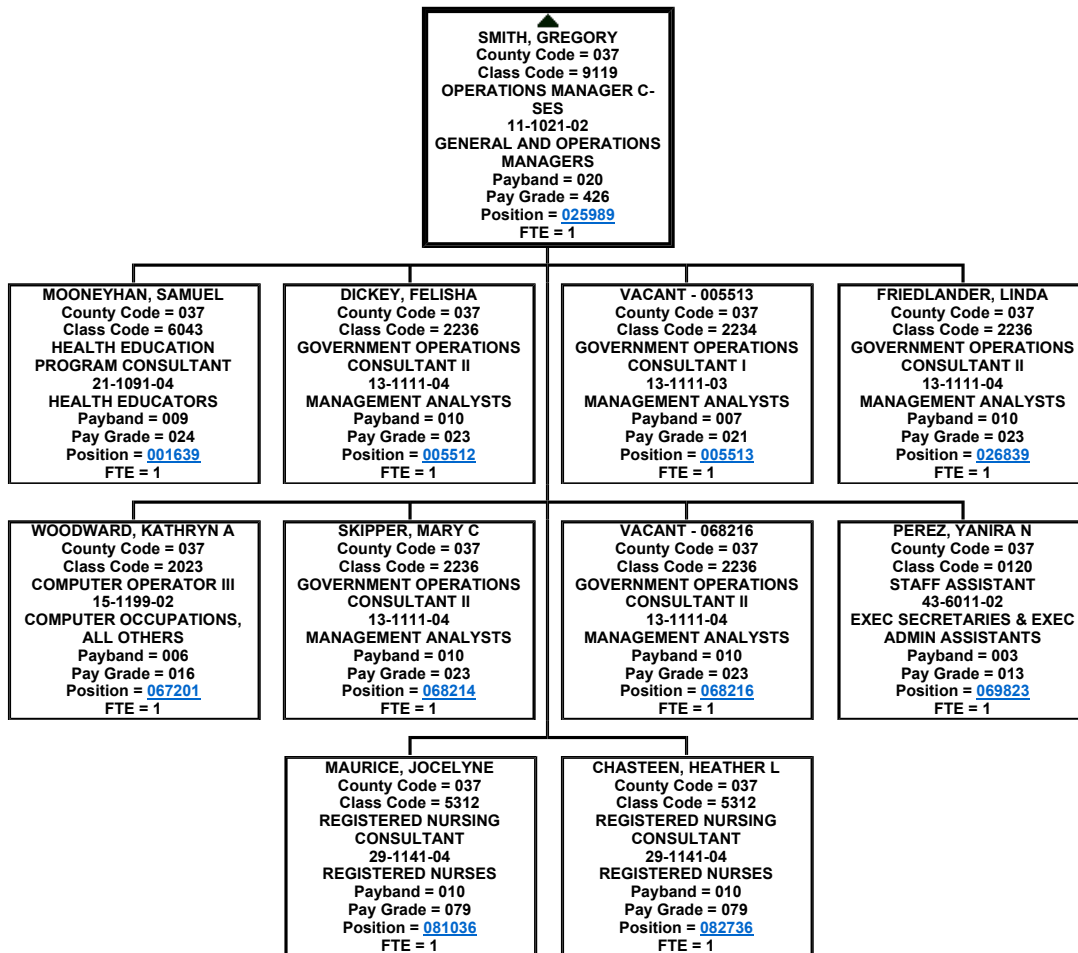 SMITH, GREGORY
County Code = 037
Class Code = 9119
OPERATIONS MANAGER C-
SES
11-1021-02
GENERAL AND OPERATIONS
MANAGERS
Payband = 020
Pay Grade = 426
Position = 025989
FTE = 1
MOONEYHAN, SAMUEL
County Code = 037
Class Code = 6043
HEALTH EDUCATION
PROGRAM CONSULTANT
21-1091-04
HEALTH EDUCATORS
Payband = 009
Pay Grade = 024
Position = 001639
FTE = 1
DICKEY, FELISHA
County Code = 037
Class Code = 2236
GOVERNMENT OPERATIONS
CONSULTANT II
13-1111-04
MANAGEMENT ANALYSTS
Payband = 010
Pay Grade = 023
Position = 005512
FTE = 1
VACANT - 005513
County Code = 037
Class Code = 2234
GOVERNMENT OPERATIONS
CONSULTANT I
13-1111-03
MANAGEMENT ANALYSTS
Payband = 007
Pay Grade = 021
Position = 005513
FTE = 1
FRIEDLANDER, LINDA
County Code = 037
Class Code = 2236
GOVERNMENT OPERATIONS
CONSULTANT II
13-1111-04
MANAGEMENT ANALYSTS
Payband = 010
Pay Grade = 023
Position = 026839
FTE = 1
WOODWARD, KATHRYN A
County Code = 037
Class Code = 2023
COMPUTER OPERATOR III
15-1199-02
COMPUTER OCCUPATIONS,
ALL OTHERS
Payband = 006
Pay Grade = 016
Position = 067201
FTE = 1
SKIPPER, MARY C
County Code = 037
Class Code = 2236
GOVERNMENT OPERATIONS
CONSULTANT II
13-1111-04
MANAGEMENT ANALYSTS
Payband = 010
Pay Grade = 023
Position = 068214
FTE = 1
VACANT - 068216
County Code = 037
Class Code = 2236
GOVERNMENT OPERATIONS
CONSULTANT II
13-1111-04
MANAGEMENT ANALYSTS
Payband = 010
Pay Grade = 023
Position = 068216
FTE = 1
PEREZ, YANIRA N
County Code = 037
Class Code = 0120
STAFF ASSISTANT
43-6011-02
EXEC SECRETARIES & EXEC
ADMIN ASSISTANTS
Payband = 003
Pay Grade = 013
Position = 069823
FTE = 1
MAURICE, JOCELYNE
County Code = 037
Class Code = 5312
REGISTERED NURSING
CONSULTANT
29-1141-04
REGISTERED NURSES
Payband = 010
Pay Grade = 079
Position = 081036
FTE = 1
CHASTEEN, HEATHER L
County Code = 037
Class Code = 5312
REGISTERED NURSING
CONSULTANT
29-1141-04
REGISTERED NURSES
Payband = 010
Pay Grade = 079
Position = 082736
FTE = 1